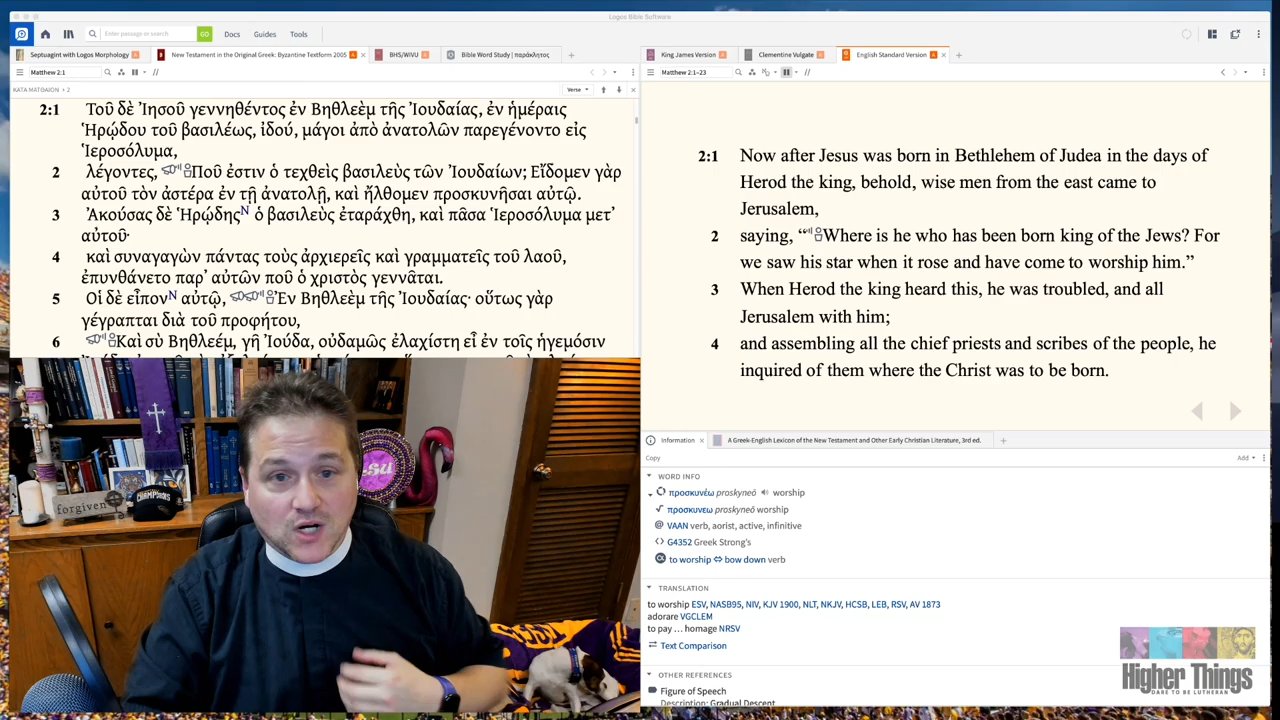 Logos Bible Software
Enter passage or search
GO
Docs
Guides
Tools
Septuagint with Logos Morphology
New Testament in the Original Greek: Byzantine Textform 2005
BHS/WIVU
Bible Word Study | παράκλητος
Matthew 2:1
ΚΑΤΑ ΜΑΤΘΑΙΟΝ • 2
Verse
2:1 Τοῦ δὲ Ἰησοῦ γεννηθέντος ἐν Βηθλεὲμ τῆς Ἰουδαίας, ἐν ἡμέραις
Ἡρῴδου τοῦ βασιλέως, ἰδού, μάγοι ἀπὸ ἀνατολῶν παρεγένοντο εἰς
Ἱεροσόλυμα,
2 λέγοντες, Ποῦ ἐστιν ὁ τεχθεὶς βασιλεὺς τῶν Ἰουδαίων; Εἴδομεν γὰρ
αὐτοῦ τὸν ἀστέρα ἐν τῇ ἀνατολῇ, καὶ ἤλθομεν προσκυνῆσαι αὐτῷ.
3 Ἀκούσας δὲ Ἡρῴδης N ὁ βασιλεὺς ἐταράχθη, καὶ πᾶσα Ἱεροσόλυμα μετ’
αὐτοῦ·
4 καὶ συναγαγὼν πάντας τοὺς ἀρχιερεῖς καὶ γραμματεῖς τοῦ λαοῦ,
ἐπυνθάνετο παρ’ αὐτῶν ποῦ ὁ χριστὸς γεννᾶται.
5 Οἱ δὲ εἶπον N αὐτῷ, Ἐν Βηθλεὲμ τῆς Ἰουδαίας· οὕτως γὰρ
γέγραπται διὰ τοῦ προφήτου,
6 Καὶ σὺ Βηθλεέμ, γῆ Ἰούδα, οὐδαμῶς ἐλαχίστη εἶ ἐν τοῖς ἡγεμόσιν
King James Version
Clementine Vulgate
English Standard Version
Matthew 2:1–23
2:1 Now after Jesus was born in Bethlehem of Judea in the days of
Herod the king, behold, wise men from the east came to
Jerusalem,
2 saying, “Where is he who has been born king of the Jews? For
we saw his star when it rose and have come to worship him.”
3 When Herod the king heard this, he was troubled, and all
Jerusalem with him;
4 and assembling all the chief priests and scribes of the people, he
inquired of them where the Christ was to be born.
Information
A Greek-English Lexicon of the New Testament and Other Early Christian Literature, 3rd ed.
Copy
Add
WORD INFO
προσκυνέω proskyneō worship
προσκυνεω proskyneō worship
VAAN verb, aorist, active, infinitive
G4352 Greek Strong's
to worship ⇔ bow down verb
TRANSLATION
to worship ESV, NASB95, NIV, KJV 1900, NLT, NKJV, HCSB, LEB, RSV, AV 1873
adorare VGCLEM
to pay … homage NRSV
Text Comparison
OTHER REFERENCES
Figure of Speech
Description: Gradual Descent
forgiven
CHAMPIONS
LSU
Higher Things
DARE TO BE LUTHERAN